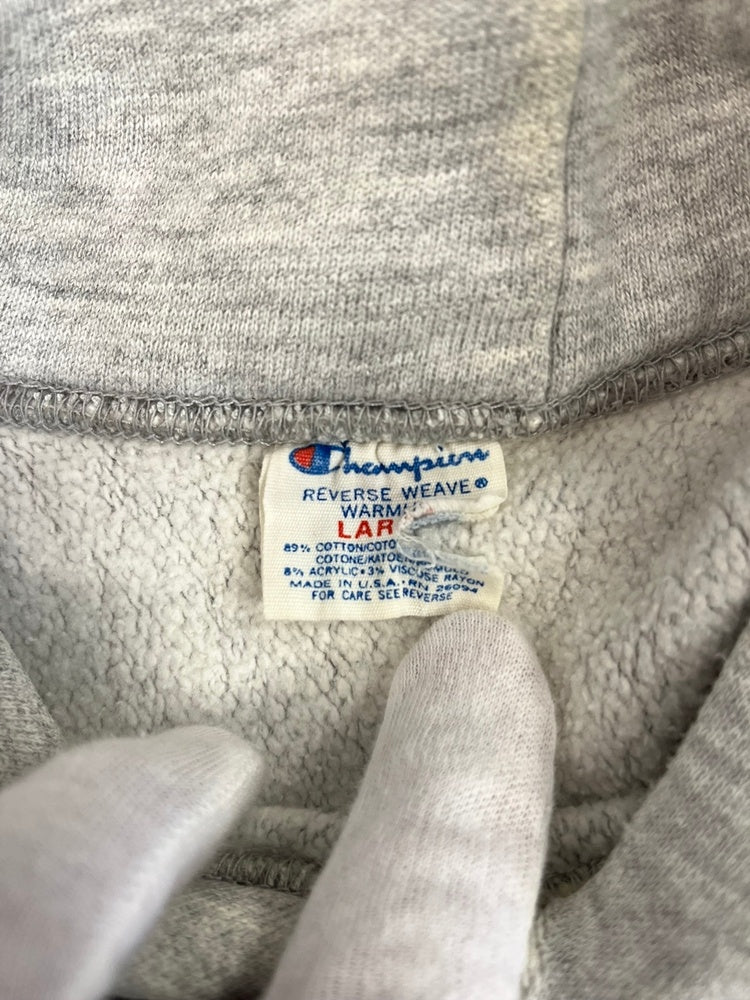 Champion
REVERSE WEAVE®
WARM
LAR
89% COTTON/COTO
COTONE/KATOEN
8% ACRYLIC•3% VISCOSE RAYON
MADE IN U.S.A.•RN 26094
FOR CARE SEE REVERSE